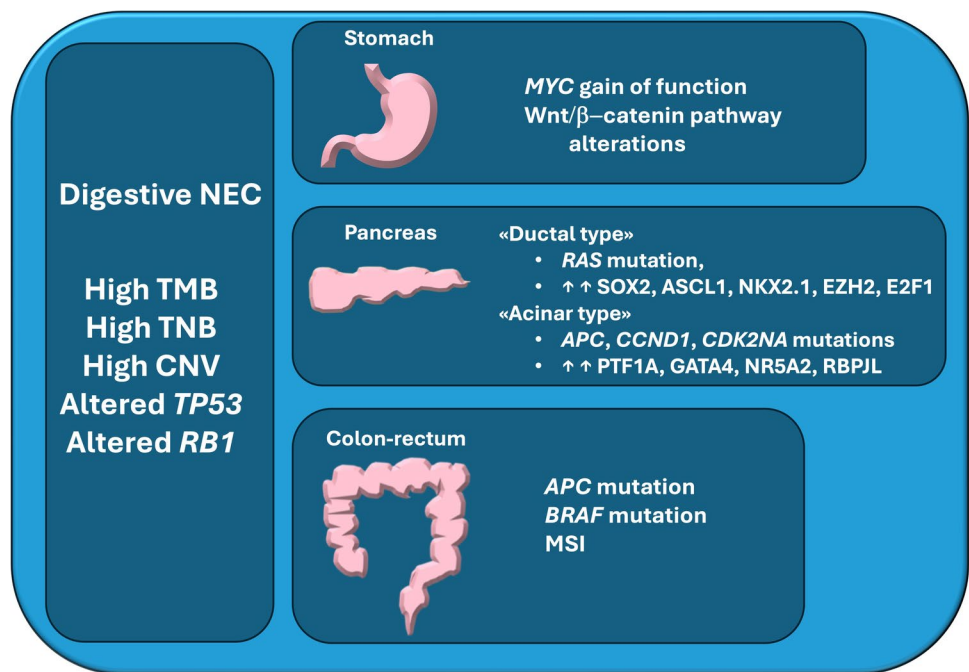 Digestive NEC
High TMB
High TNB
High CNV
Altered TP53
Altered RB1
Stomach
MYC gain of function
Wnt/β–catenin pathway
alterations
Pancreas
«Ductal type»
• RAS mutation,
• ↑ ↑ SOX2, ASCL1, NKX2.1, EZH2, E2F1
«Acinar type»
• APC, CCND1, CDK2NA mutations
• ↑ ↑ PTF1A, GATA4, NR5A2, RBPJL
Colon-rectum
APC mutation
BRAF mutation
MSI